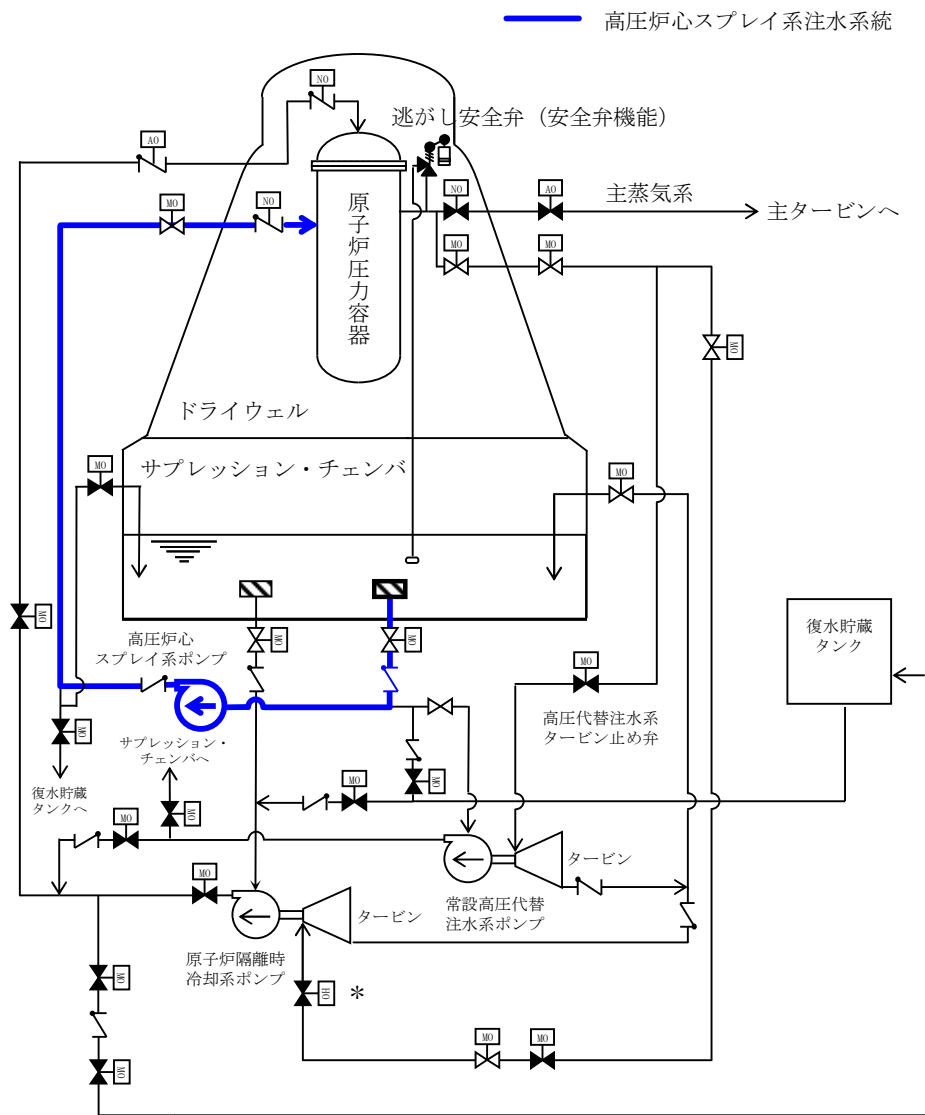 高圧炉心スプレイ系注水系統
NO
逃がし安全弁（安全弁機能）
AO
MO
NO
NO
AO
主蒸気系
主タービンへ
原子炉圧力容器
MO
MO
MO
ドライウェル
サプレッション・チェンバ
MO
MO
MO
高圧炉心
スプレイ系ポンプ
MO
MO
復水貯蔵
タンク
MO
高圧代替注水系
タービン止め弁
MO
サプレッション・
チェンバへ
復水貯蔵
タンクへ
MO
MO
MO
MO
タービン
MO
常設高圧代替
注水系ポンプ
タービン
原子炉隔離時
冷却系ポンプ
MO
HO
＊
MO
MO
MO